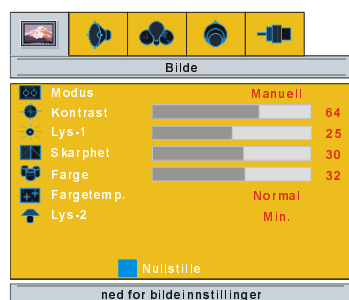 Bilde
Modus Manuell
Kontrast 64
Lys-1 25
Skarphet 30
Farge 32
Fargetemp. Normal
Lys-2 Min.
Nullstille
ned for bildeinnstillinger